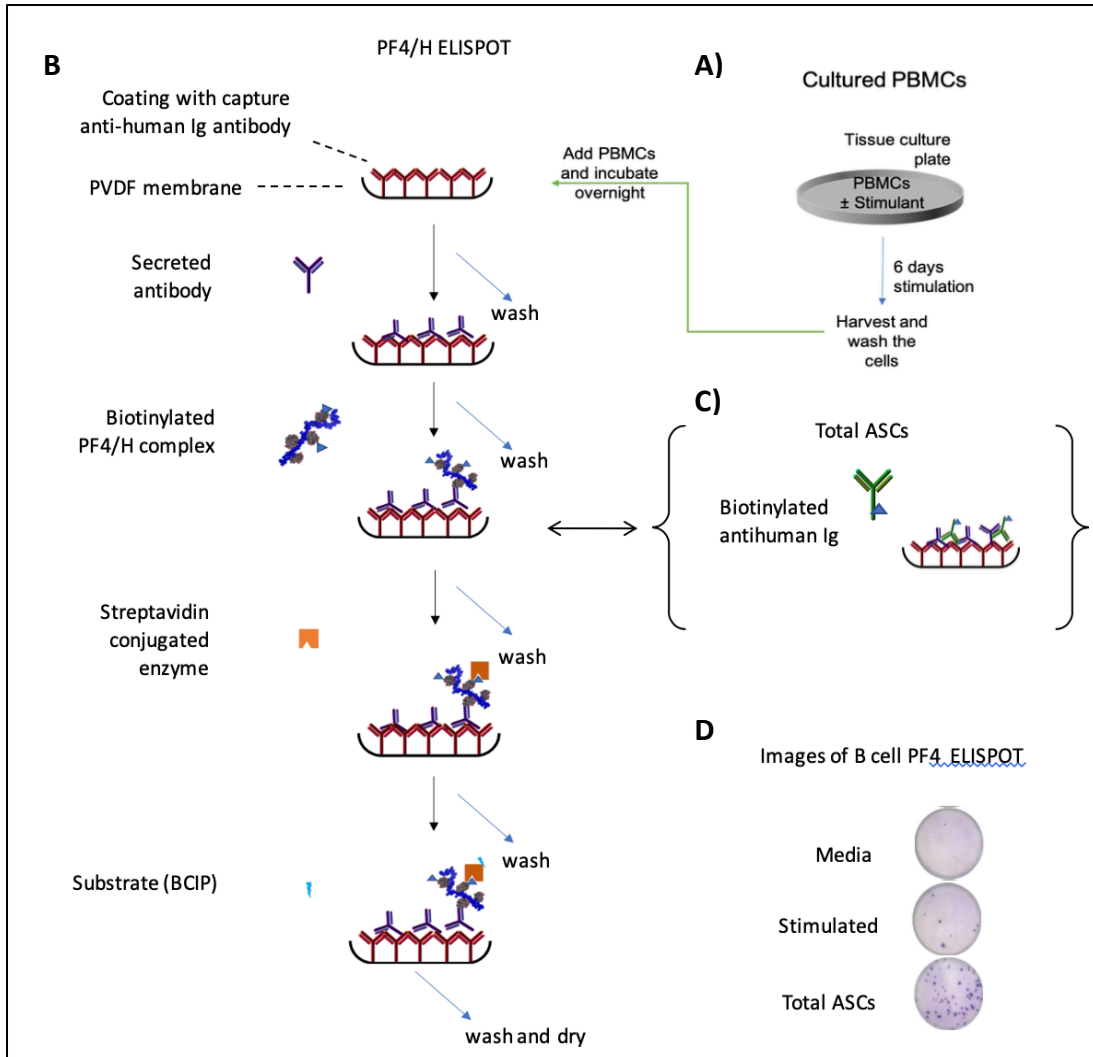 B
PF4/H ELISPOT
Coating with capture
anti-human Ig antibody
PVDF membrane
Secreted
antibody
wash
Biotinylated
PF4/H complex
wash
Streptavidin
conjugated
enzyme
wash
Substrate (BCIP)
wash
wash and dry
A)
Cultured PBMCs
Tissue culture
plate
PBMCs
± Stimulant
6 days
stimulation
Harvest and
wash the
cells
Add PBMCs
and incubate
overnight
C)
Total ASCs
Biotinylated
antihuman Ig
D
Images of B cell PF4 ELISPOT
Media
Stimulated
Total ASCs